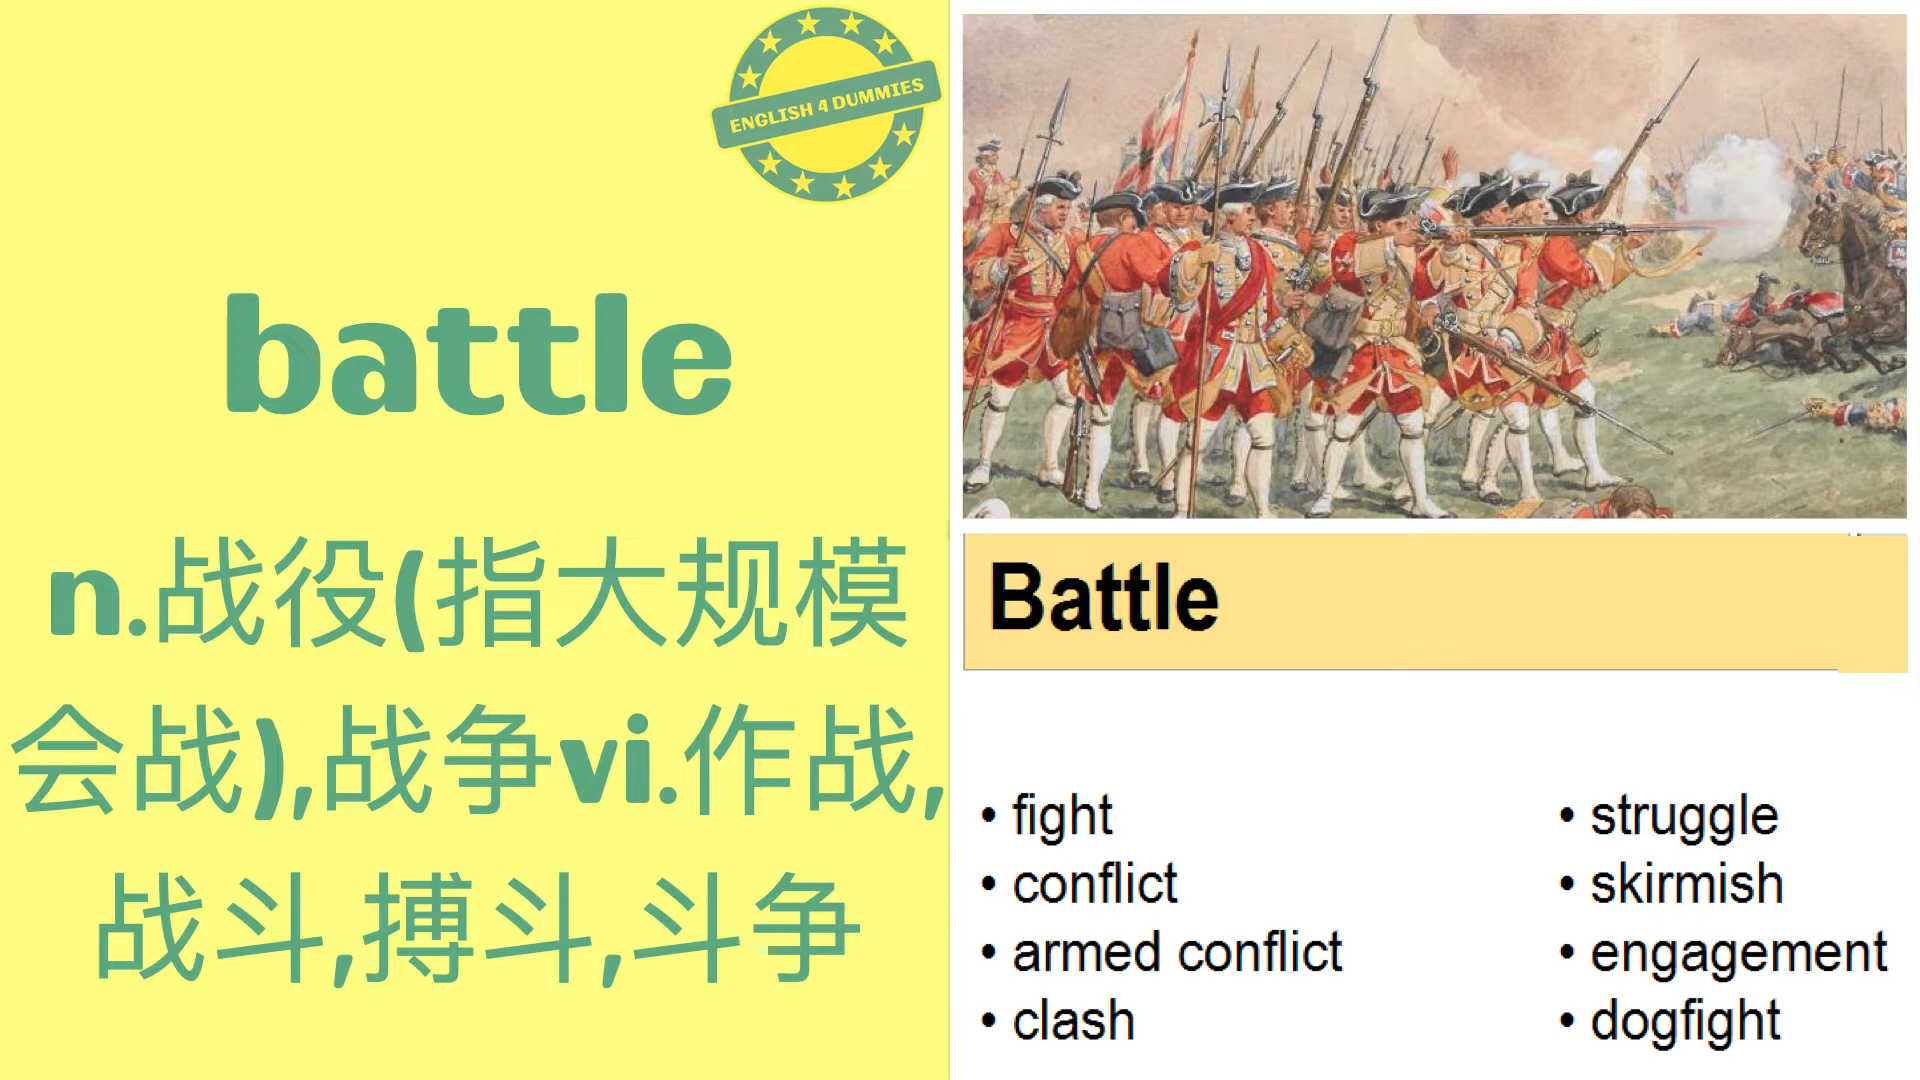 ENGLISH 4 DUMMIES
battle
n.战役(指大规模
会战),战争vi.作战,
战斗,搏斗,斗争
Battle
• fight
• conflict
• armed conflict
• clash
• struggle
• skirmish
• engagement
• dogfight